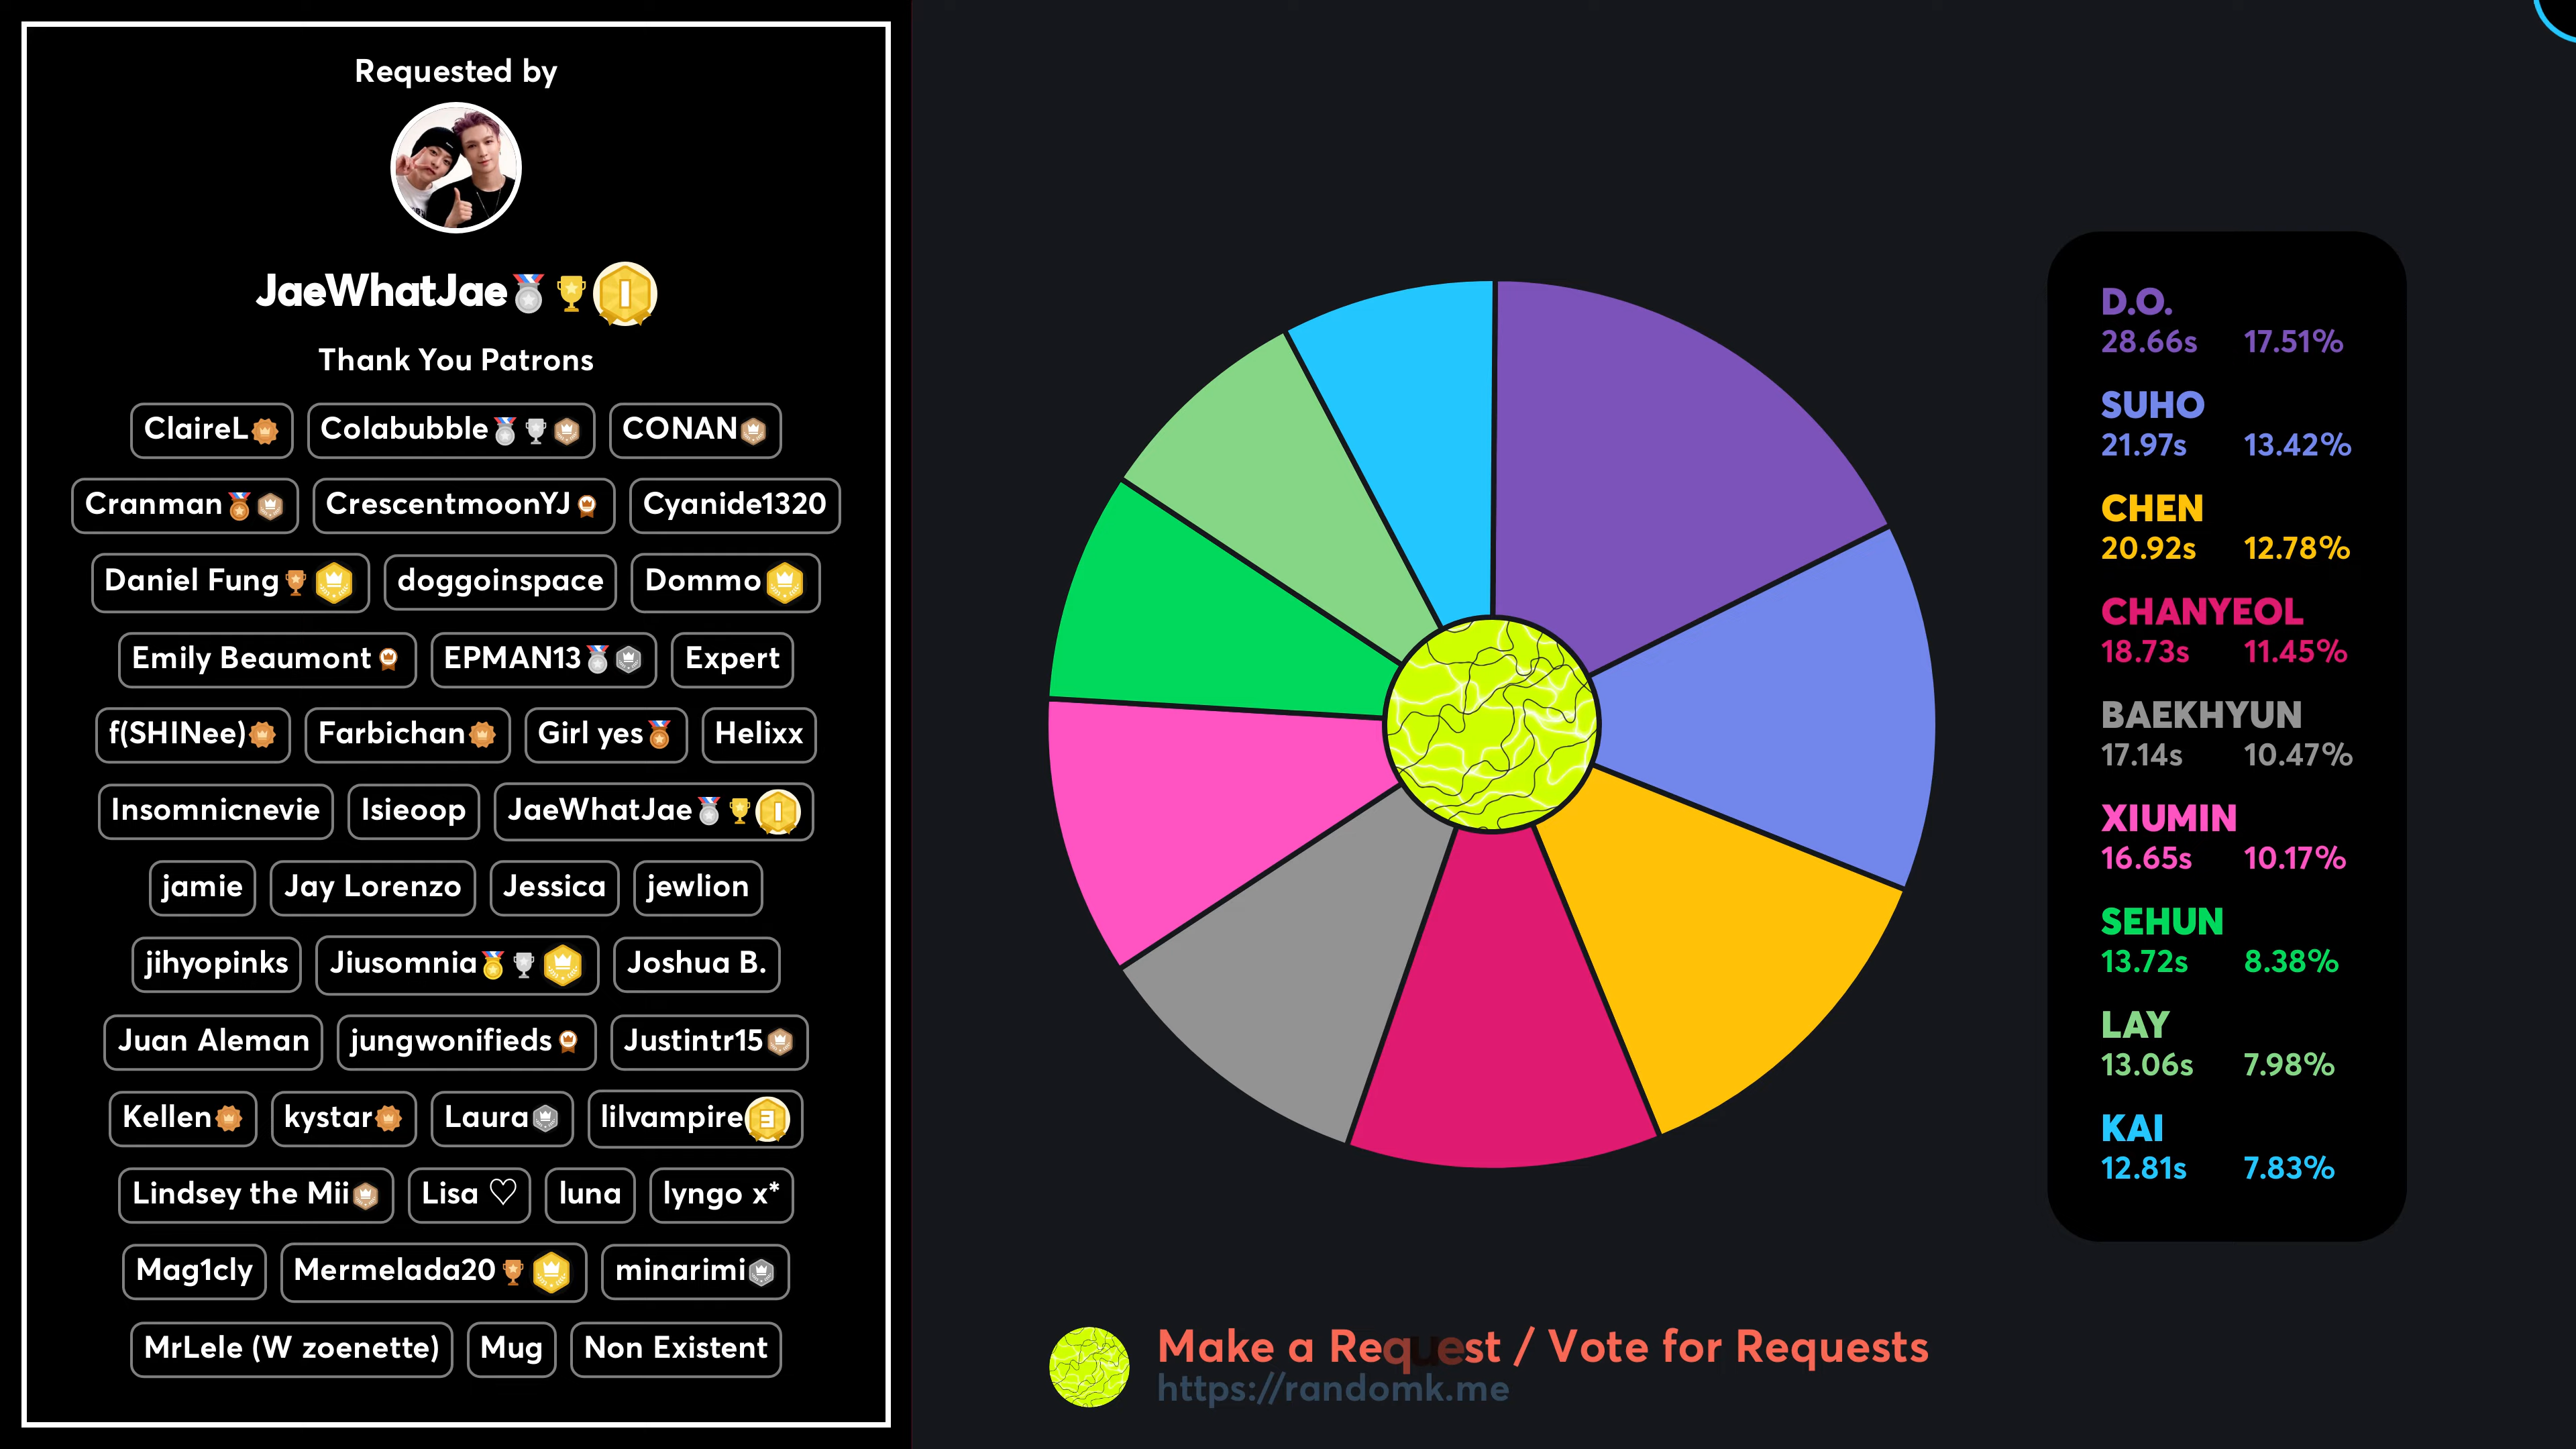 Requested by
JaeWhatJae
Thank You Patrons
ClaireL Colabubble CONAN
Cranman CrescentmoonYJ Cyanide1320
Daniel Fung doggoinspace Dommo
Emily Beaumont EPMAN13 Expert
f(SHINee) Farbichan Girl yes Helixx
Insomnicnevie Isieoop JaeWhatJae
jamie Jay Lorenzo Jessica jewlion
jihyopinks Jiusomnia Joshua B.
Juan Aleman jungwonifieds Justintr15
Kellen kystar Laura lilvampire 3
Lindsey the Mii Lisa ♡ luna lyngo x*
Mag1cly Mermelada20 minarimi
MrLele (W zoenette) Mug Non Existent
D.O.
28.66s 17.51%
SUHO
21.97s 13.42%
CHEN
20.92s 12.78%
CHANYEOL
18.73s 11.45%
BAEKHYUN
17.14s 10.47%
XIUMIN
16.65s 10.17%
SEHUN
13.72s 8.38%
LAY
13.06s 7.98%
KAI
12.81s 7.83%
Make a Request / Vote for Requests
https://randomk.me